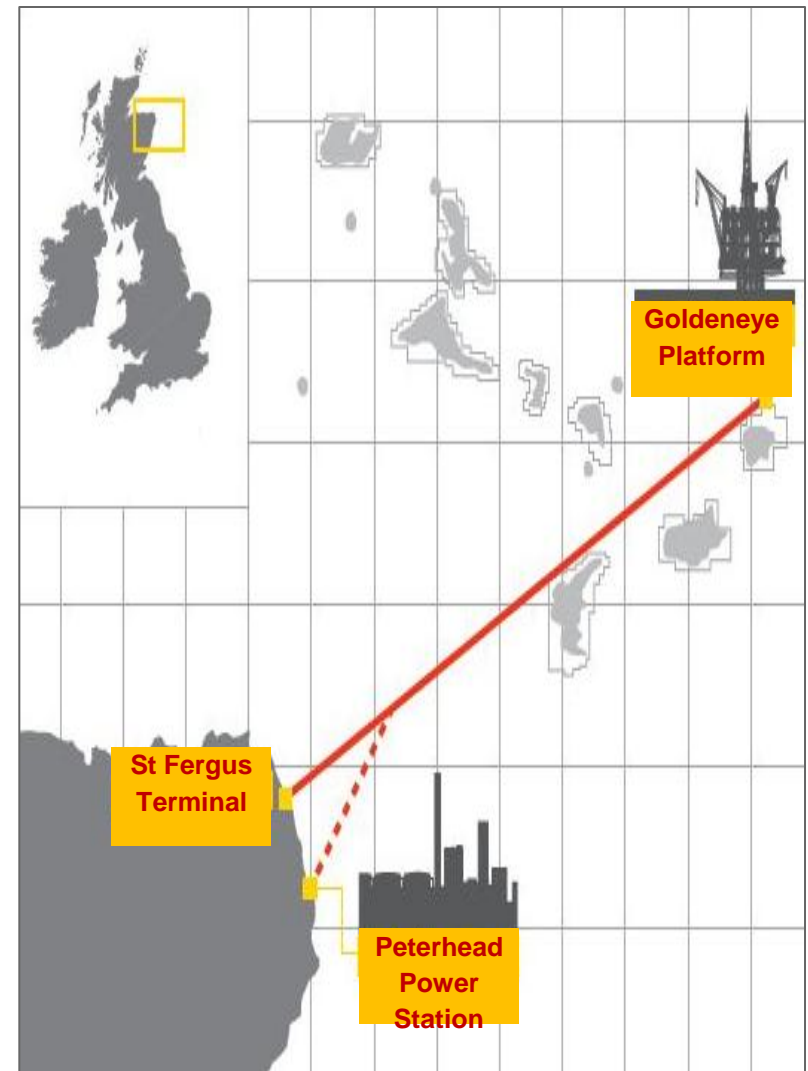 Goldeneye
Platform
St Fergus
Terminal
Peterhead
Power
Station